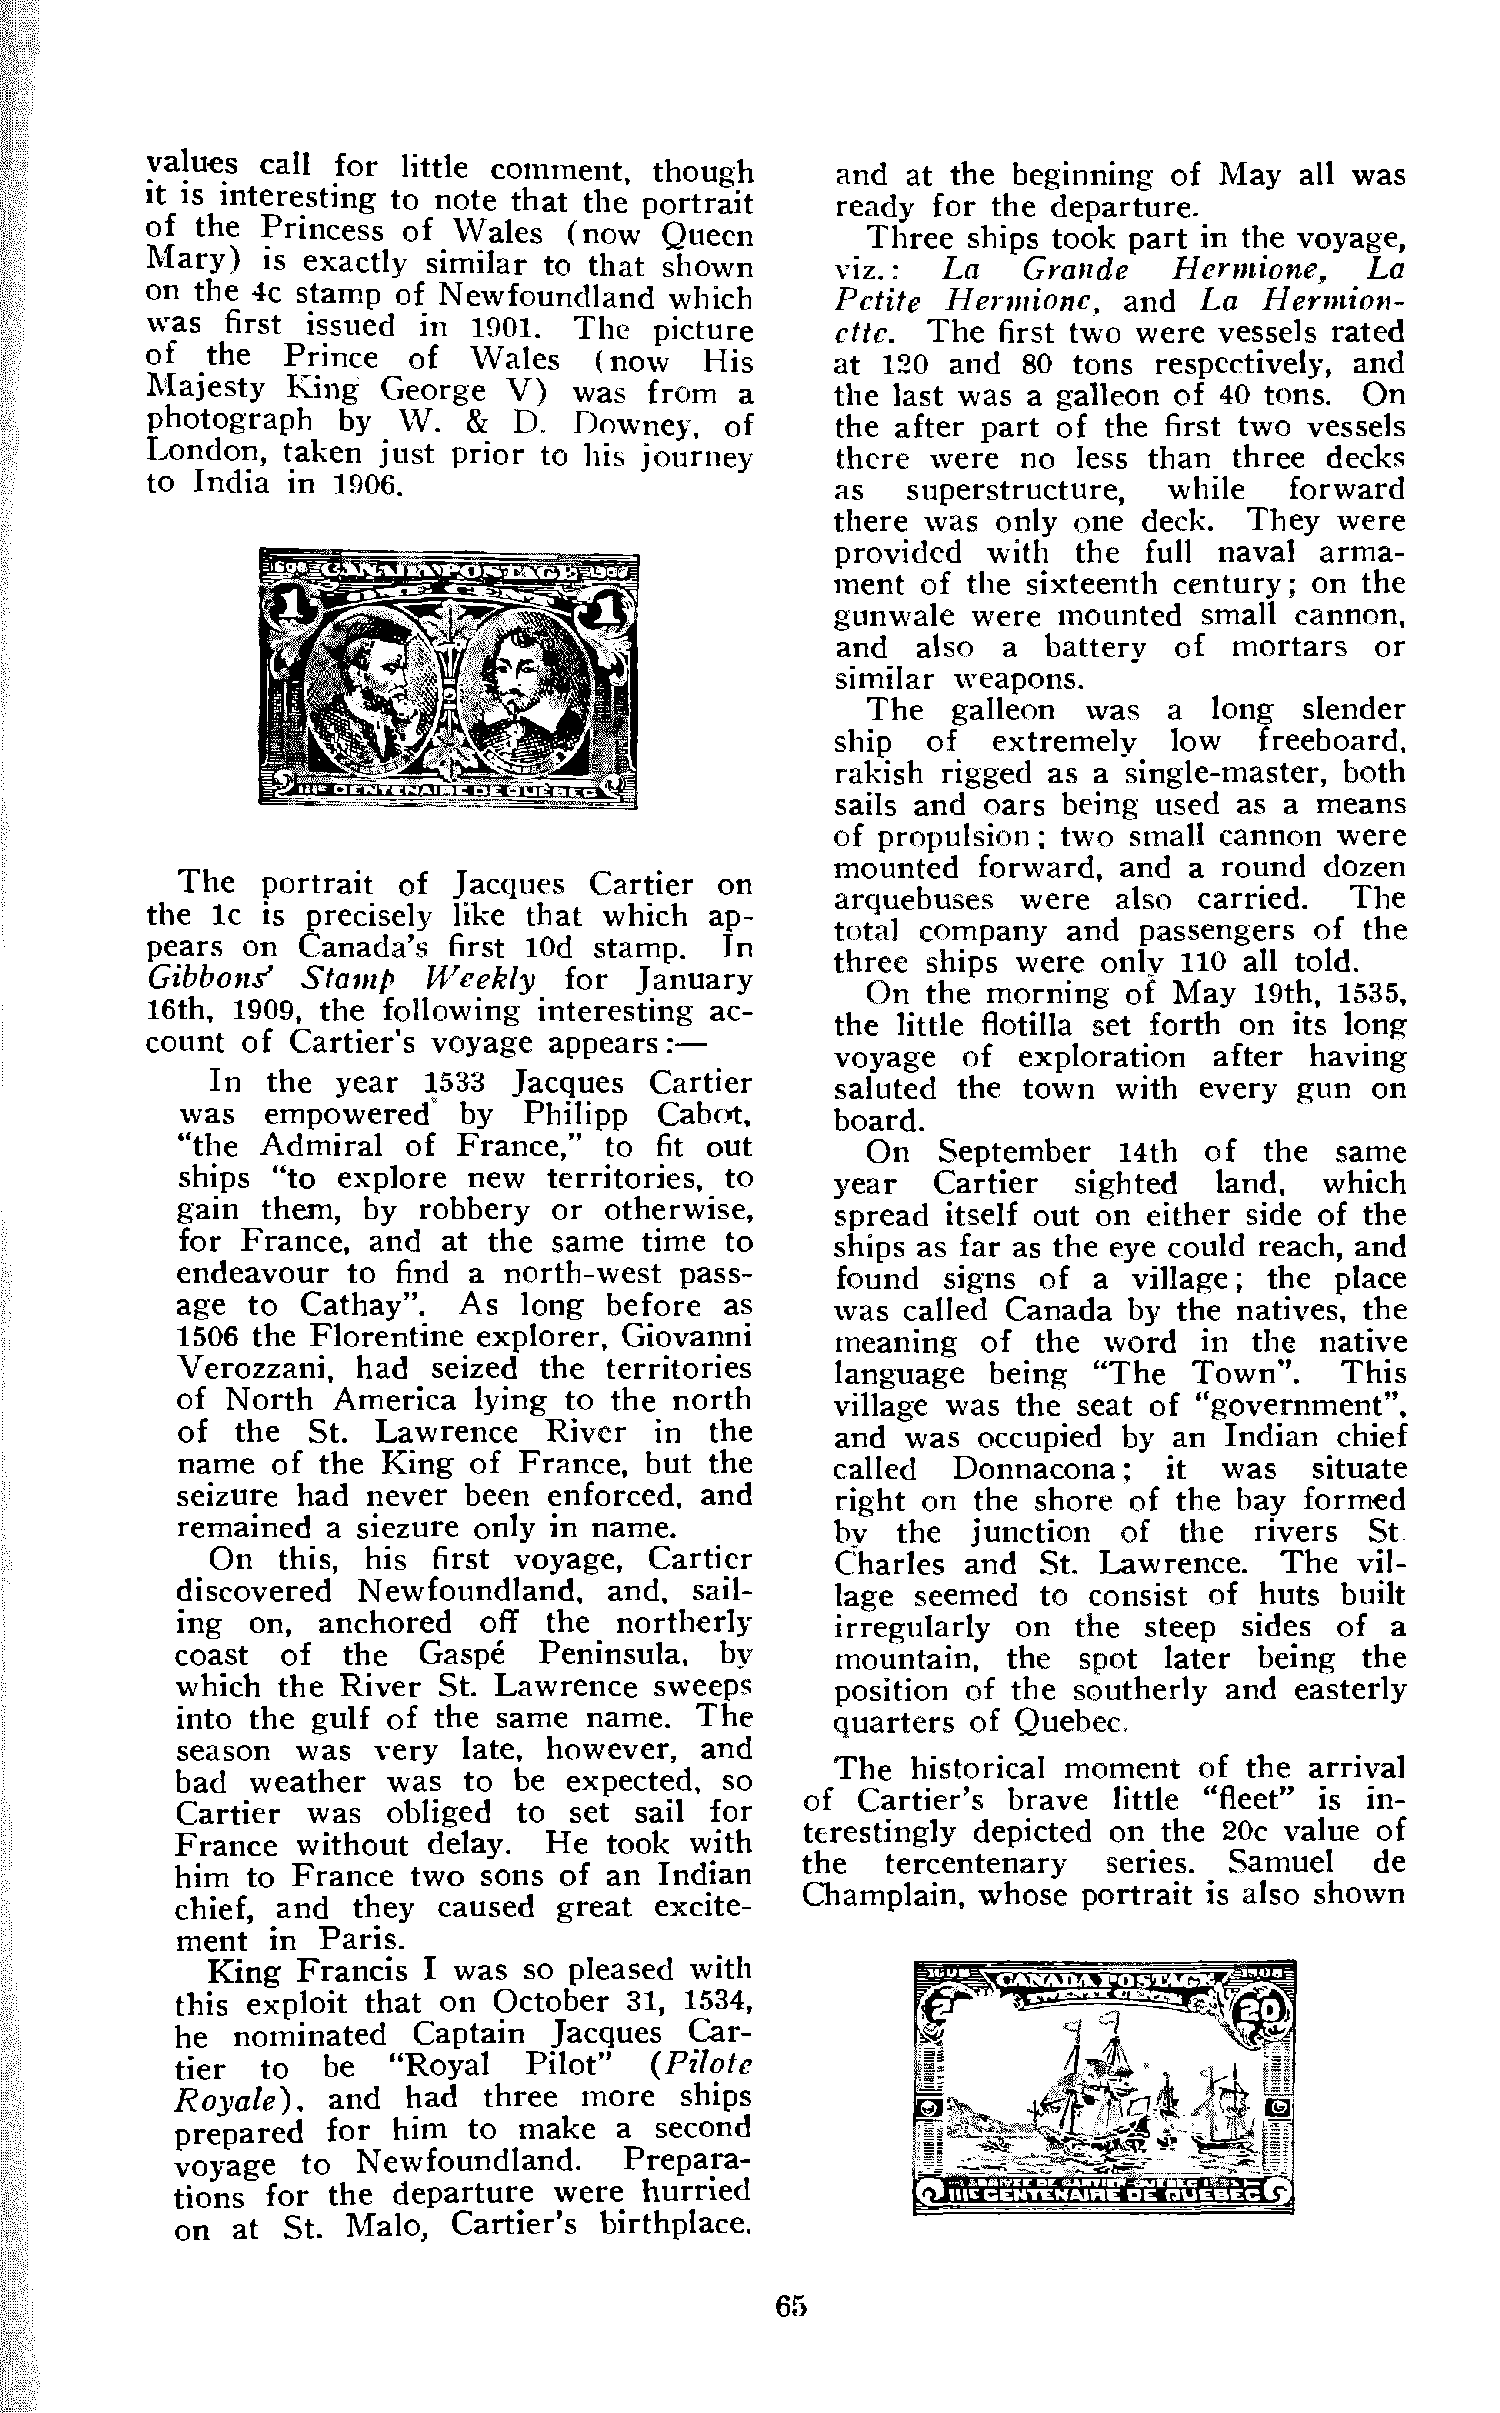 values call for little comment, though
it is interesting to note that the portrait
of the Princess of Wales (now Queen
Mary) is exactly similar to that shown
on the 4c stamp of Newfoundland which
was first issued in 1901. The picture
of the Prince of Wales (now His
Majesty King George V) was from a
photograph by W. & D. Downey, of
London, taken just prior to his journey
to India in 1906.
CANADA POSTAGE 1908
1 1
IIIe CENTENAIRE DE QUÉBEC
The portrait of Jacques Cartier on
the 1c is precisely like that which ap-
pears on Canada's first 10d stamp. In
Gibbons' Stamp Weekly for January
16th, 1909, the following interesting ac-
count of Cartier's voyage appears:—
In the year 1533 Jacques Cartier
was empowered by Philipp Cabot,
"the Admiral of France," to fit out
ships "to explore new territories, to
gain them, by robbery or otherwise,
for France, and at the same time to
endeavour to find a north-west pass-
age to Cathay". As long before as
1506 the Florentine explorer, Giovanni
Verozzani, had seized the territories
of North America lying to the north
of the St. Lawrence River in the
name of the King of France, but the
seizure had never been enforced, and
remained a siezure only in name.
On this, his first voyage, Cartier
discovered Newfoundland, and, sail-
ing on, anchored off the northerly
coast of the Gaspé Peninsula, by
which the River St. Lawrence sweeps
into the gulf of the same name. The
season was very late, however, and
bad weather was to be expected, so
Cartier was obliged to set sail for
France without delay. He took with
him to France two sons of an Indian
chief, and they caused great excite-
ment in Paris.
King Francis I was so pleased with
this exploit that on October 31, 1534,
he nominated Captain Jacques Car-
tier to be "Royal Pilot" (Pilote
Royale), and had three more ships
prepared for him to make a second
voyage to Newfoundland. Prepara-
tions for the departure were hurried
on at St. Malo, Cartier's birthplace,
and at the beginning of May all was
ready for the departure.
Three ships took part in the voyage,
viz.: La Grande Hermione, La
Petite Hermione, and La Hermion-
ette. The first two were vessels rated
at 120 and 80 tons respectively, and
the last was a galleon of 40 tons. On
the after part of the first two vessels
there were no less than three decks
as superstructure, while forward
there was only one deck. They were
provided with the full naval arma-
ment of the sixteenth century; on the
gunwale were mounted small cannon,
and also a battery of mortars or
similar weapons.
The galleon was a long slender
ship of extremely low freeboard,
rakish rigged as a single-master, both
sails and oars being used as a means
of propulsion; two small cannon were
mounted forward, and a round dozen
arquebuses were also carried. The
total company and passengers of the
three ships were only 110 all told.
On the morning of May 19th, 1535,
the little flotilla set forth on its long
voyage of exploration after having
saluted the town with every gun on
board.
On September 14th of the same
year Cartier sighted land, which
spread itself out on either side of the
ships as far as the eye could reach, and
found signs of a village; the place
was called Canada by the natives, the
meaning of the word in the native
language being "The Town". This
village was the seat of "government",
and was occupied by an Indian chief
called Donnacona; it was situate
right on the shore of the bay formed
by the junction of the rivers St.
Charles and St. Lawrence. The vil-
lage seemed to consist of huts built
irregularly on the steep sides of a
mountain, the spot later being the
position of the southerly and easterly
quarters of Quebec.
The historical moment of the arrival
of Cartier's brave little "fleet" is in-
terestingly depicted on the 20c value of
the tercentenary series. Samuel de
Champlain, whose portrait is also shown
1608 CANADA POSTAGE 1908
20
IIIe CENTENAIRE DE QUÉBEC
65